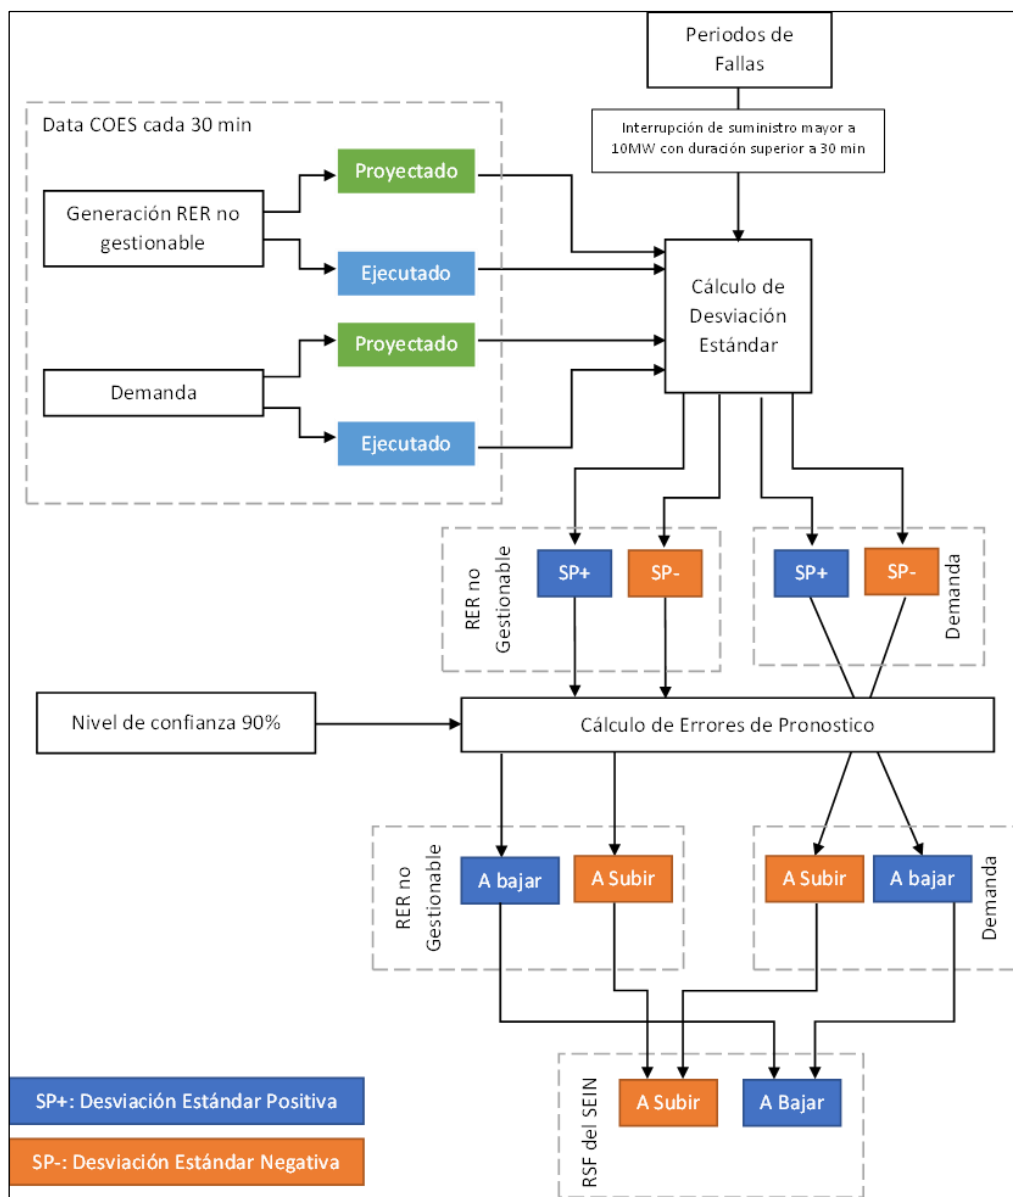 Periodos de
Fallas
Interrupción de suministro mayor a
10MW con duración superior a 30 min
Data COES cada 30 min
Generación RER no
gestionable
Proyectado
Ejecutado
Demanda
Proyectado
Ejecutado
Cálculo de
Desviación
Estándar
RER no
Gestionable
SP+
SP-
SP+
SP-
Demanda
Nivel de confianza 90%
Cálculo de Errores de Pronostico
RER no
Gestionable
A bajar
A Subir
A Subir
A bajar
Demanda
RSF del SEIN
A Subir
A Bajar
SP+: Desviación Estándar Positiva
SP-: Desviación Estándar Negativa